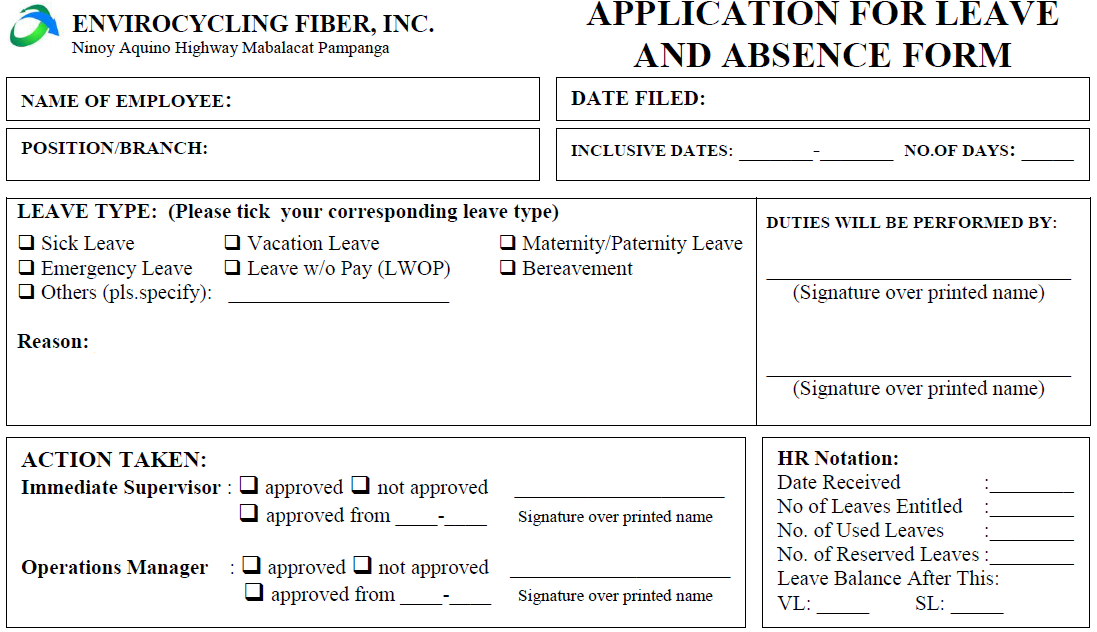 ENVIROCYCLING FIBER, INC.
Ninoy Aquino Highway Mabalacat Pampanga
APPLICATION FOR LEAVE
AND ABSENCE FORM
NAME OF EMPLOYEE:
DATE FILED:
POSITION/BRANCH:
INCLUSIVE DATES: _______-_______ NO.OF DAYS: _____
LEAVE TYPE: (Please tick your corresponding leave type)
❑ Sick Leave ❑ Vacation Leave ❑ Maternity/Paternity Leave
❑ Emergency Leave ❑ Leave w/o Pay (LWOP) ❑ Bereavement
❑ Others (pls.specify): _____________________
Reason:
DUTIES WILL BE PERFORMED BY:
_____________________________
(Signature over printed name)
_____________________________
(Signature over printed name)
ACTION TAKEN:
Immediate Supervisor : ❑ approved ❑ not approved ____________________
❑ approved from ____-____ Signature over printed name
Operations Manager : ❑ approved ❑ not approved _____________________
❑ approved from ____-____ Signature over printed name
HR Notation:
Date Received :________
No of Leaves Entitled :________
No. of Used Leaves :________
No. of Reserved Leaves :________
Leave Balance After This:
VL: _____ SL: _____